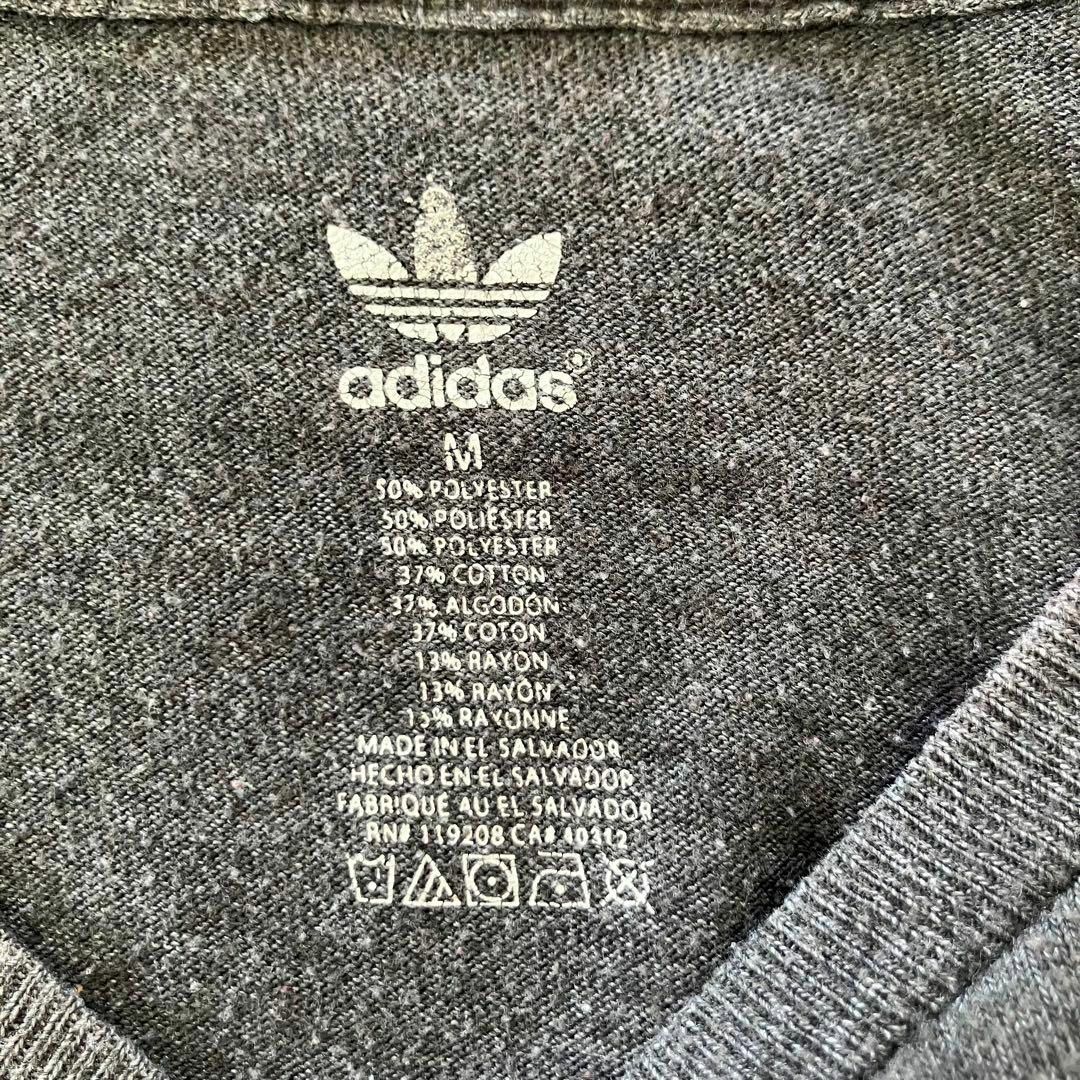 adidas®
M
50% POLYESTER
50% POLIÉSTER
50% POLYESTER
37% COTTON
37% ALGODÓN
37% COTON
13% RAYON
13% RAYÓN
13% RAYONNE
MADE IN EL SALVADOR
HECHO EN EL SALVADOR
FABRIQUÉ AU EL SALVADOR
RN# 119208 CA# 40312